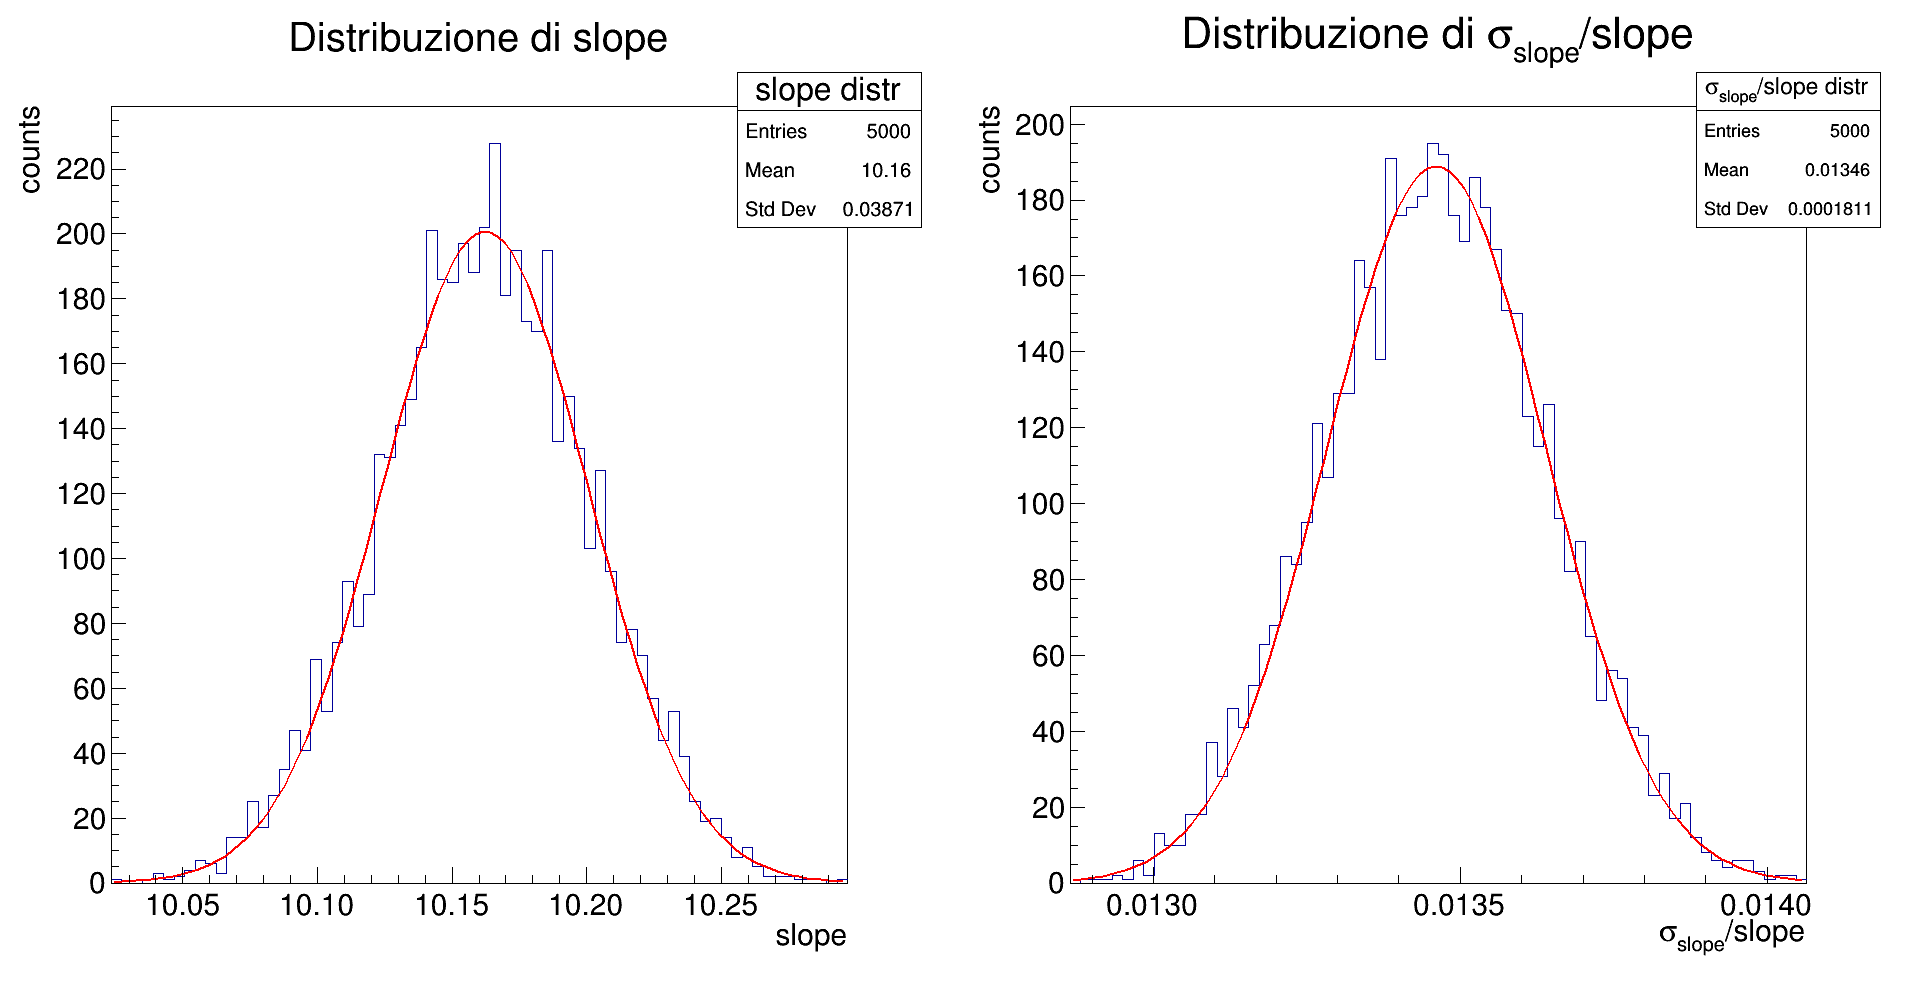 Distribuzione di slope
slope distr
Entries 5000
Mean 10.16
Std Dev 0.03871
counts
220
200
180
160
140
120
100
80
60
40
20
0
10.05 10.10 10.15 10.20 10.25
slope
Distribuzione di σslope/slope
σslope/slope distr
Entries 5000
Mean 0.01346
Std Dev 0.0001811
counts
200
180
160
140
120
100
80
60
40
20
0
0.0130 0.0135 0.0140
σslope/slope